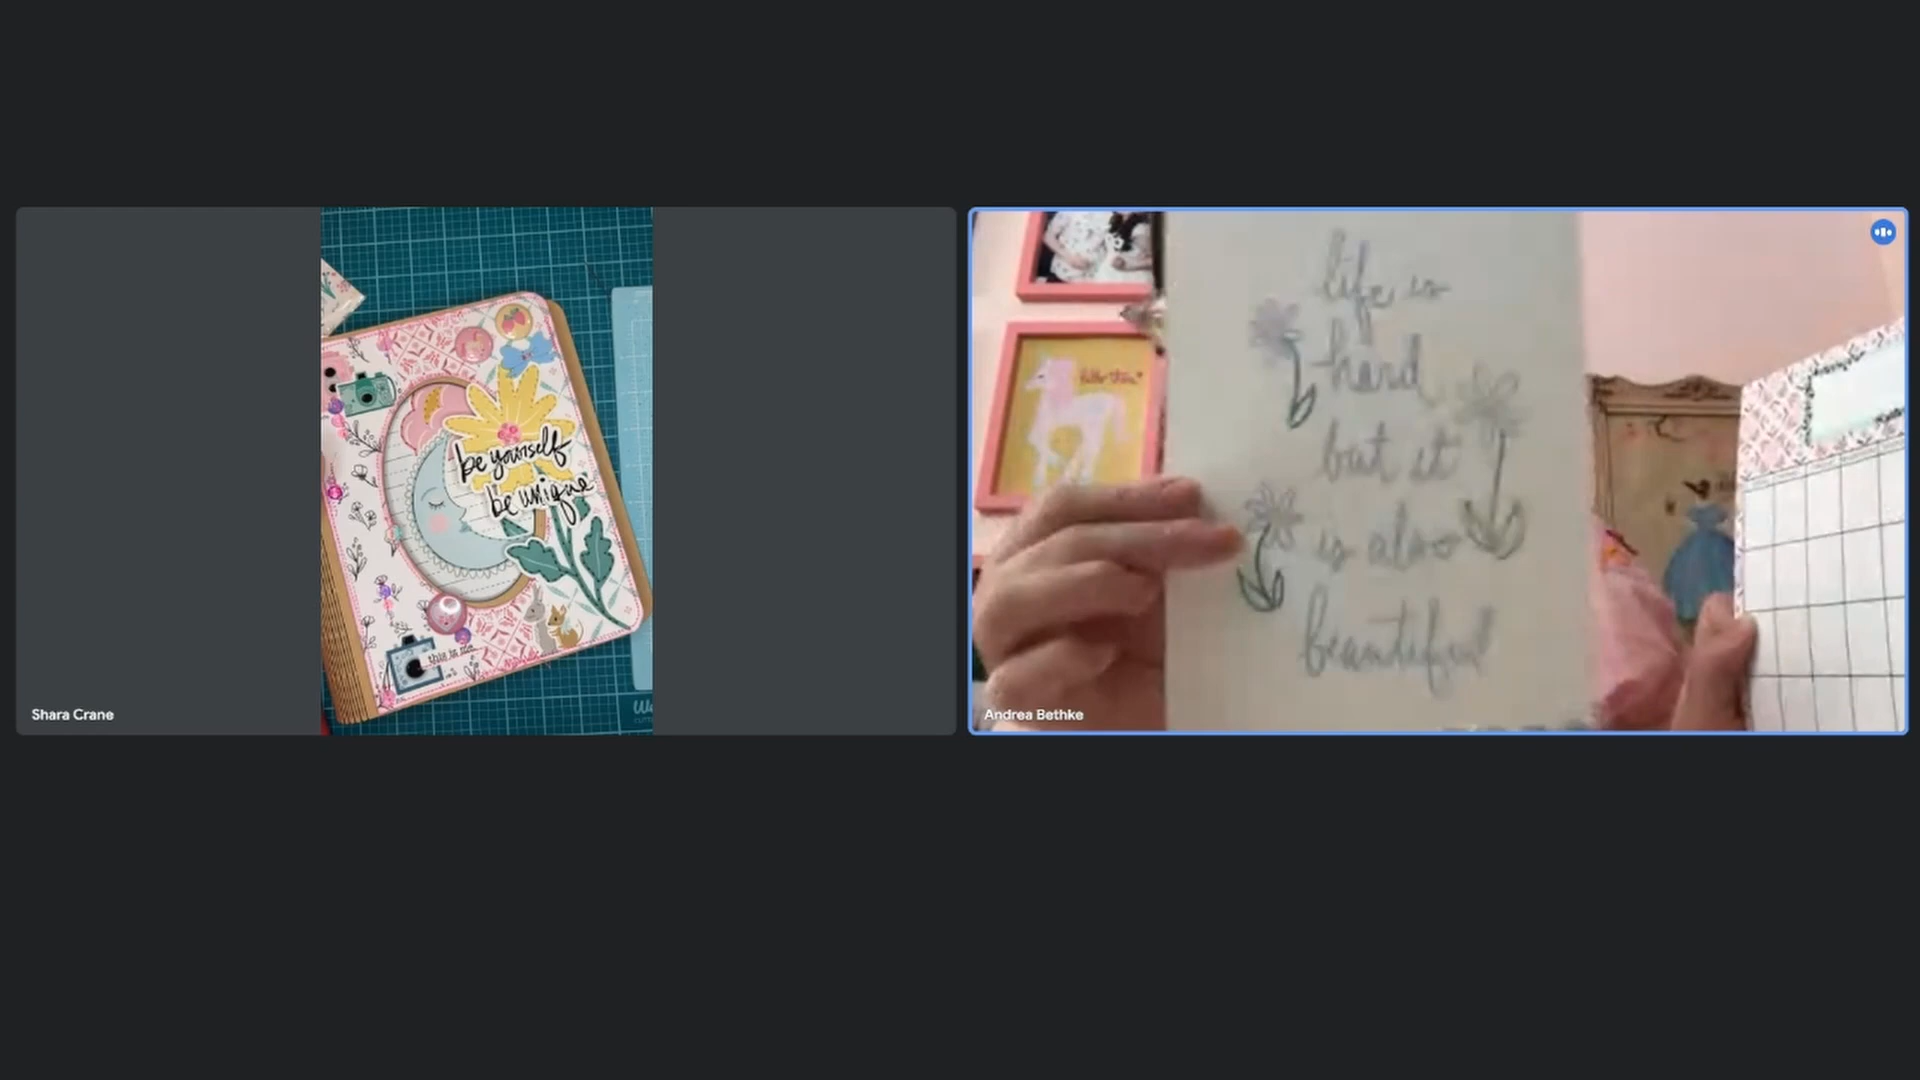 be yourself
be unique
this is me
Shara Crane
life is
hard
but it
is also
beautiful
Andrea Bethke